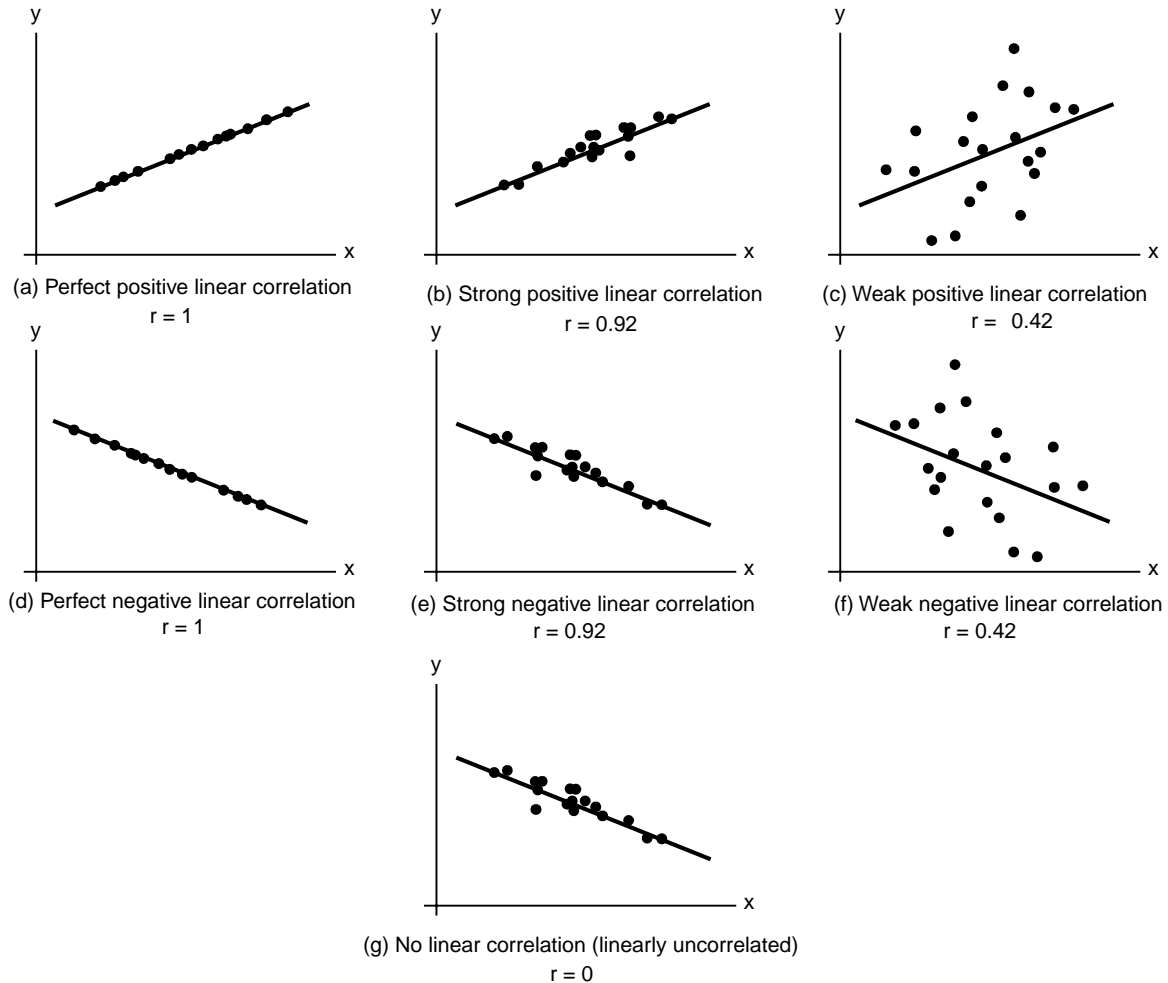 y
y
y
x
x
x
(a) Perfect positive linear correlation
r = 1
(b) Strong positive linear correlation
r = 0.92
(c) Weak positive linear correlation
r = 0.42
y
y
y
x
x
x
(d) Perfect negative linear correlation
r = 1
(e) Strong negative linear correlation
r = 0.92
(f) Weak negative linear correlation
r = 0.42
y
x
(g) No linear correlation (linearly uncorrelated)
r = 0